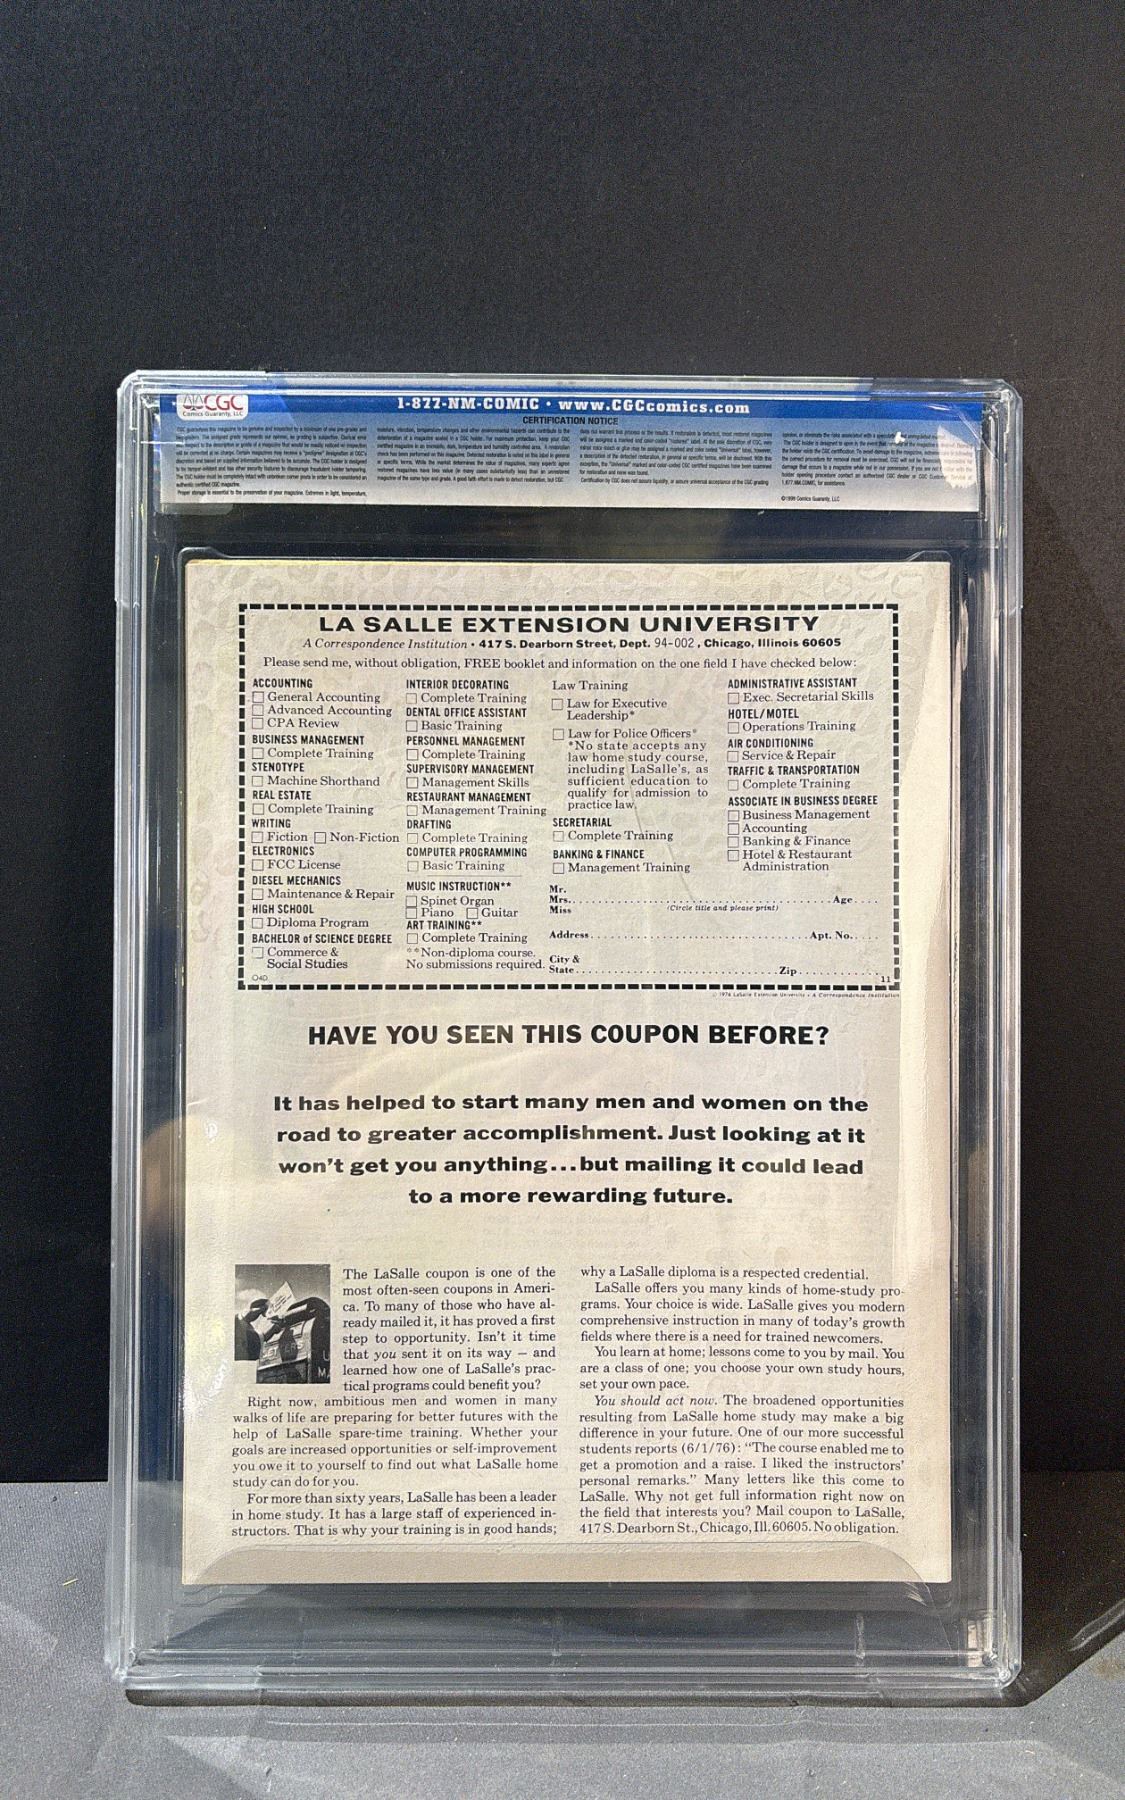 CGC
Comics Guaranty, LLC
1-877-NM-COMIC • www.CGCcomics.com
CERTIFICATION NOTICE
©1999 Comics Guaranty, LLC
LA SALLE EXTENSION UNIVERSITY
A Correspondence Institution • 417 S. Dearborn Street, Dept. 94-002, Chicago, Illinois 60605
Please send me, without obligation, FREE booklet and information on the one field I have checked below:
ACCOUNTING
General Accounting
Advanced Accounting
CPA Review
BUSINESS MANAGEMENT
Complete Training
STENOTYPE
Machine Shorthand
REAL ESTATE
Complete Training
WRITING
Fiction Non-Fiction
ELECTRONICS
FCC License
DIESEL MECHANICS
Maintenance & Repair
HIGH SCHOOL
Diploma Program
BACHELOR of SCIENCE DEGREE
Commerce &
Social Studies
04D
INTERIOR DECORATING
Complete Training
DENTAL OFFICE ASSISTANT
Basic Training
PERSONNEL MANAGEMENT
Complete Training
SUPERVISORY MANAGEMENT
Management Skills
RESTAURANT MANAGEMENT
Management Training
DRAFTING
Complete Training
COMPUTER PROGRAMMING
Basic Training
MUSIC INSTRUCTION**
Spinet Organ
Piano Guitar
ART TRAINING**
Complete Training
**Non-diploma course.
No submissions required.
Law Training
Law for Executive
Leadership*
Law for Police Officers*
*No state accepts any
law home study course,
including LaSalle's, as
sufficient education to
qualify for admission to
practice law.
SECRETARIAL
Complete Training
BANKING & FINANCE
Management Training
ADMINISTRATIVE ASSISTANT
Exec. Secretarial Skills
HOTEL/MOTEL
Operations Training
AIR CONDITIONING
Service & Repair
TRAFFIC & TRANSPORTATION
Complete Training
ASSOCIATE IN BUSINESS DEGREE
Business Management
Accounting
Banking & Finance
Hotel & Restaurant
Administration
Mr.
Mrs. Age
Miss (Circle title and please print)
Address Apt. No.
City &
State Zip
11
© 1976 LaSalle Extension University • A Correspondence Institution
HAVE YOU SEEN THIS COUPON BEFORE?
It has helped to start many men and women on the
road to greater accomplishment. Just looking at it
won't get you anything...but mailing it could lead
to a more rewarding future.
The LaSalle coupon is one of the
most often-seen coupons in Ameri-
ca. To many of those who have al-
ready mailed it, it has proved a first
step to opportunity. Isn't it time
that you sent it on its way — and
learned how one of LaSalle's prac-
tical programs could benefit you?
Right now, ambitious men and women in many
walks of life are preparing for better futures with the
help of LaSalle spare-time training. Whether your
goals are increased opportunities or self-improvement
you owe it to yourself to find out what LaSalle home
study can do for you.
For more than sixty years, LaSalle has been a leader
in home study. It has a large staff of experienced in-
structors. That is why your training is in good hands;
why a LaSalle diploma is a respected credential.
LaSalle offers you many kinds of home-study pro-
grams. Your choice is wide. LaSalle gives you modern
comprehensive instruction in many of today's growth
fields where there is a need for trained newcomers.
You learn at home; lessons come to you by mail. You
are a class of one; you choose your own study hours,
set your own pace.
You should act now. The broadened opportunities
resulting from LaSalle home study may make a big
difference in your future. One of our more successful
students reports (6/1/76): "The course enabled me to
get a promotion and a raise. I liked the instructors'
personal remarks." Many letters like this come to
LaSalle. Why not get full information right now on
the field that interests you? Mail coupon to LaSalle,
417 S. Dearborn St., Chicago, Ill. 60605. No obligation.